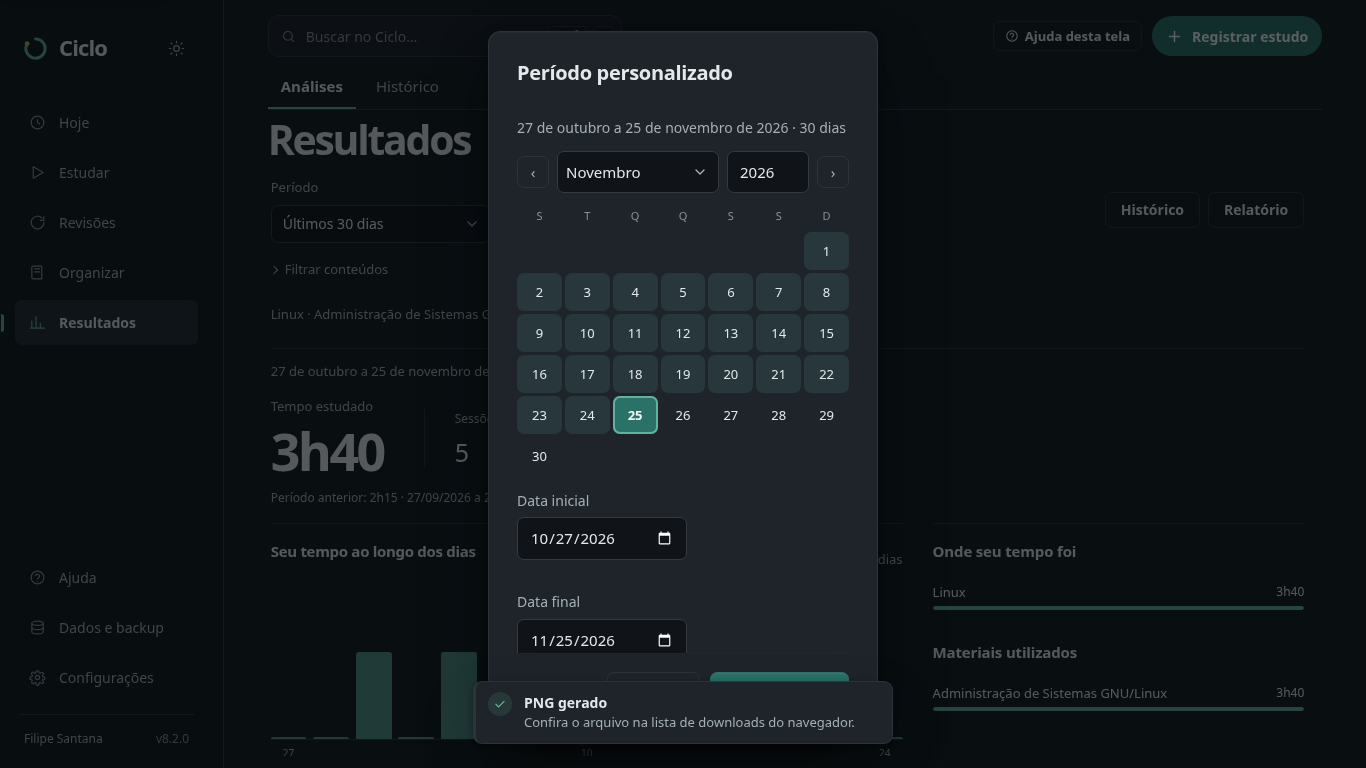 Ciclo
Buscar no Ciclo...
Ajuda desta tela
Registrar estudo
Análises
Histórico
Hoje
Estudar
Revisões
Organizar
Resultados
Ajuda
Dados e backup
Configurações
Filipe Santana
v8.2.0
Resultados
Período
Últimos 30 dias
Histórico
Relatório
Filtrar conteúdos
Linux · Administração de Sistemas
27 de outubro a 25 de novembro de
Tempo estudado
3h40
5
Período anterior: 2h15 · 27/09/2026 a
Seu tempo ao longo dos dias
dias
27
10
24
Onde seu tempo foi
Linux
3h40
Materiais utilizados
Administração de Sistemas GNU/Linux
3h40
Período personalizado
27 de outubro a 25 de novembro de 2026 · 30 dias
‹
Novembro
2026
›
S T Q Q S S D
1
2 3 4 5 6 7 8
9 10 11 12 13 14 15
16 17 18 19 20 21 22
23 24 25 26 27 28 29
30
Data inicial
10/27/2026
Data final
11/25/2026
PNG gerado
Confira o arquivo na lista de downloads do navegador.